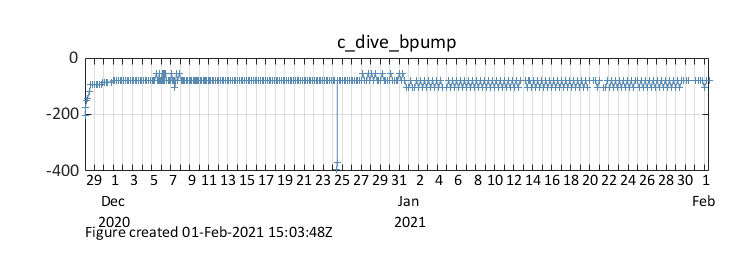 c_dive_bpump
0
-200
-400
29 1 3 5 7 9 11 13 15 17 19 21 23 25 27 29 31 2 4 6 8 10 12 14 16 18 20 22 24 26 28 30 1
Dec Jan Feb
2020 2021
Figure created 01-Feb-2021 15:03:48Z